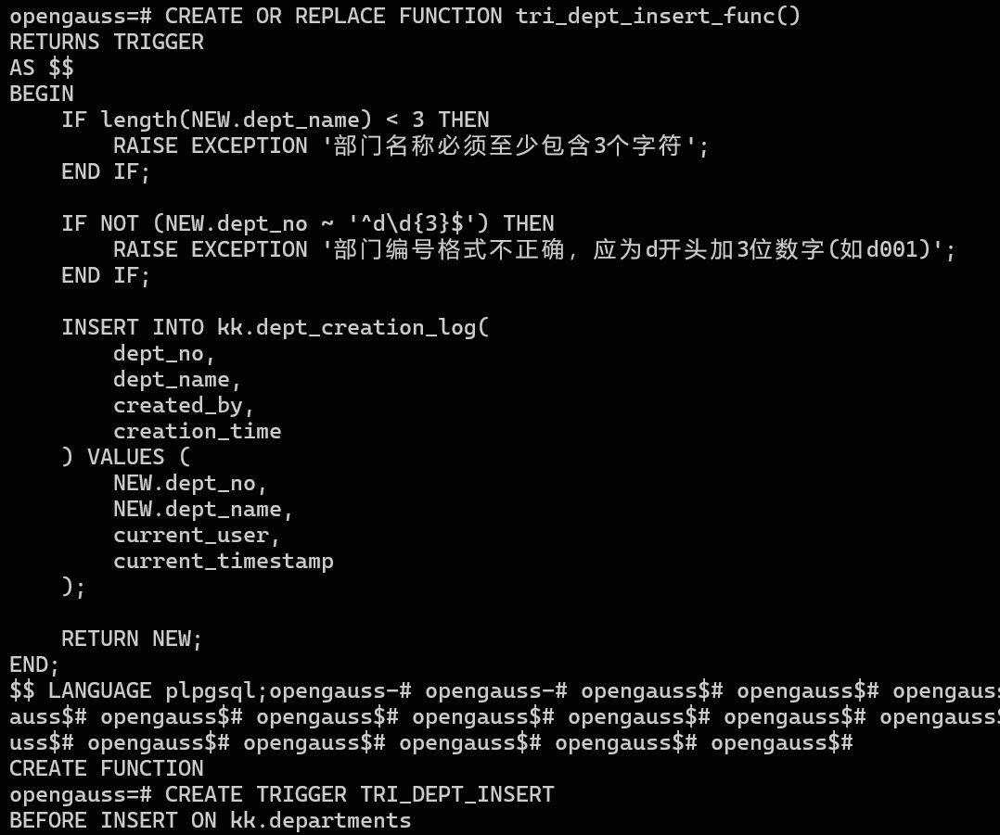 opengauss=# CREATE OR REPLACE FUNCTION tri_dept_insert_func()
RETURNS TRIGGER
AS $$
BEGIN
    IF length(NEW.dept_name) < 3 THEN
        RAISE EXCEPTION '部门名称必须至少包含3个字符';
    END IF;

    IF NOT (NEW.dept_no ~ '^d\d{3}$') THEN
        RAISE EXCEPTION '部门编号格式不正确，应为d开头加3位数字(如d001)';
    END IF;

    INSERT INTO kk.dept_creation_log(
        dept_no,
        dept_name,
        created_by,
        creation_time
    ) VALUES (
        NEW.dept_no,
        NEW.dept_name,
        current_user,
        current_timestamp
    );

    RETURN NEW;
END;
$$ LANGUAGE plpgsql;opengauss-# opengauss-# opengauss$# opengauss$# opengaus
auss$# opengauss$# opengauss$# opengauss$# opengauss$# opengauss$# opengauss
uss$# opengauss$# opengauss$# opengauss$# opengauss$# opengauss$#
CREATE FUNCTION
opengauss=# CREATE TRIGGER TRI_DEPT_INSERT
BEFORE INSERT ON kk.departments